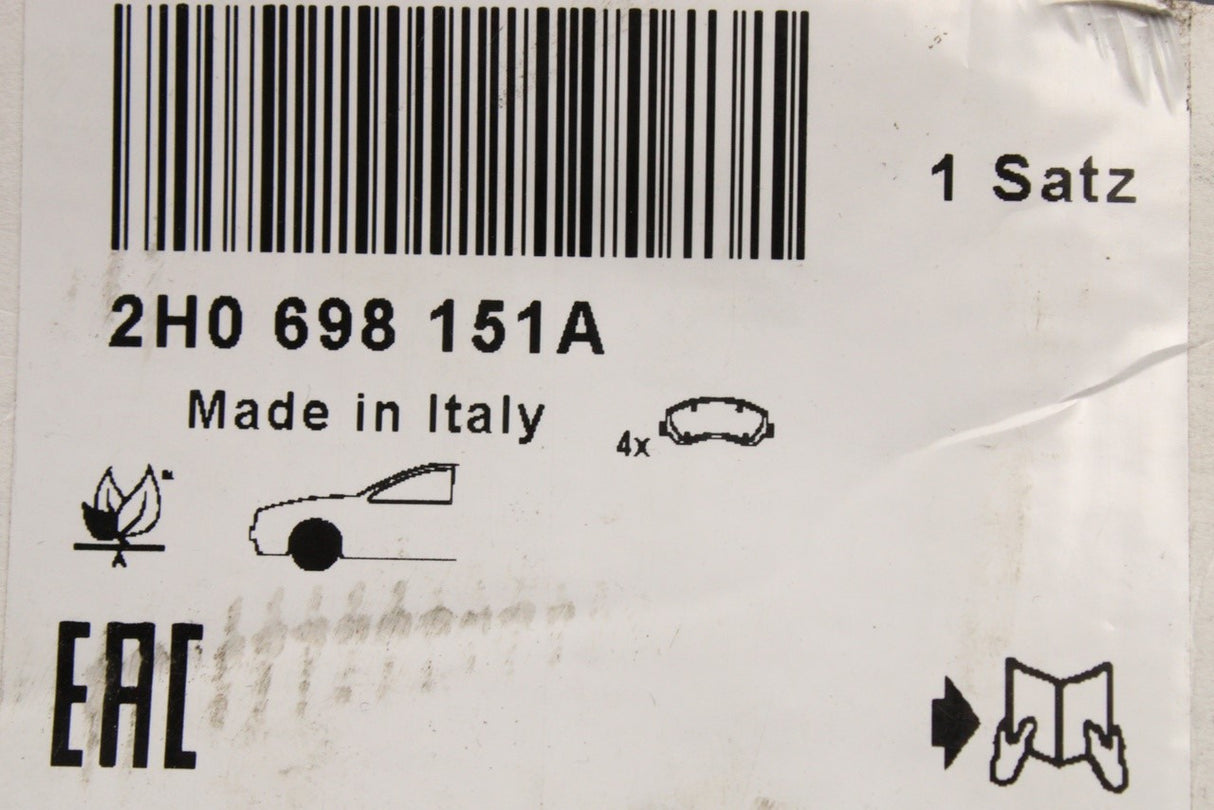 1 Satz
2H0 698 151A
Made in Italy
4x
EAC